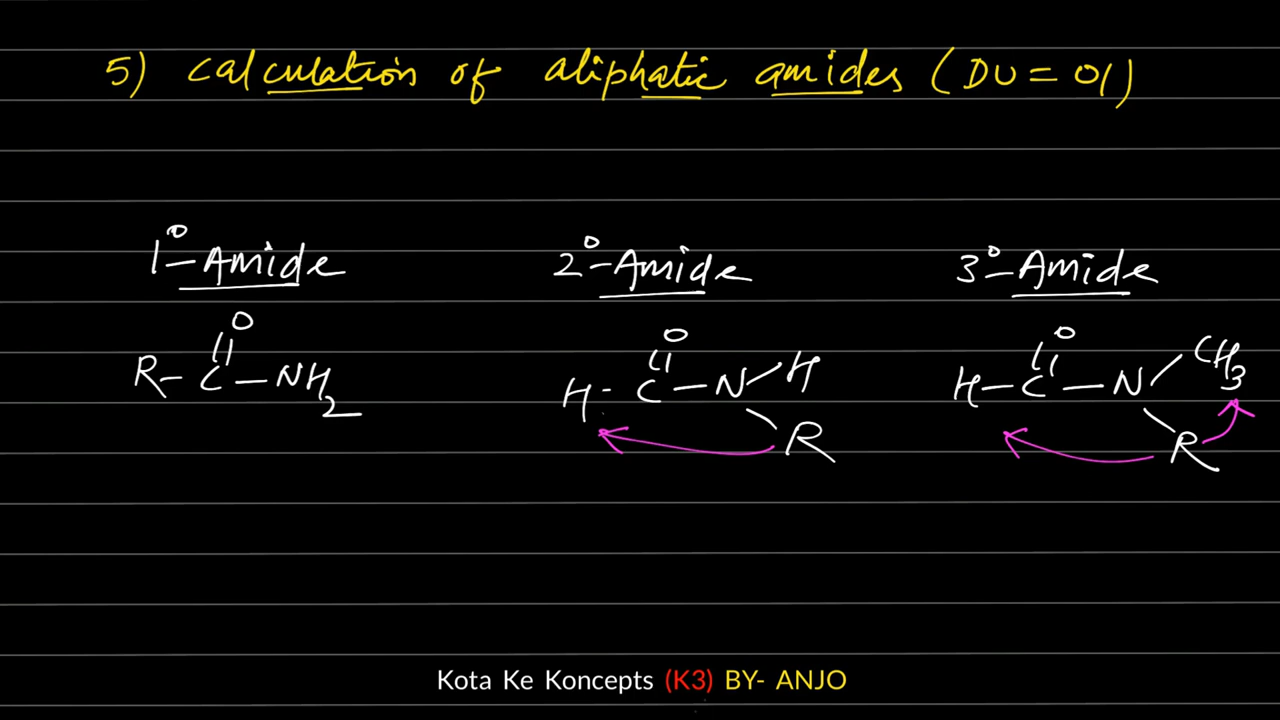 5) Calculation of aliphatic amides (DU = 01)
1°-Amide 2°-Amide 3°-Amide
O O O
R-C-NH2 H-C-N-H H-C-N-CH3
R R
Kota Ke Koncepts (K3) BY- ANJO